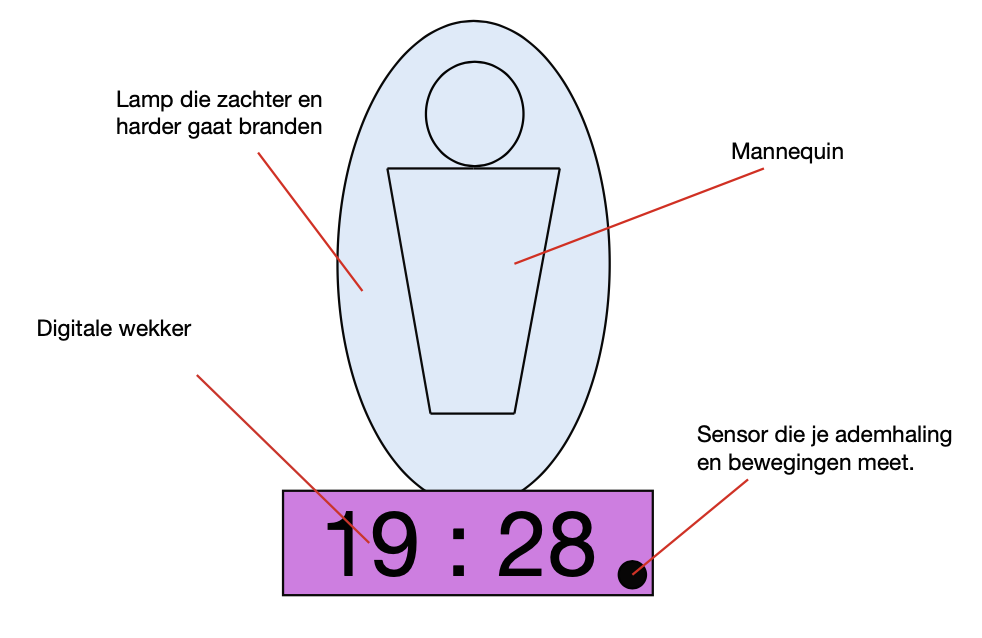 Lamp die zachter en
harder gaat branden
Mannequin
Digitale wekker
Sensor die je ademhaling
en bewegingen meet.
19 : 28